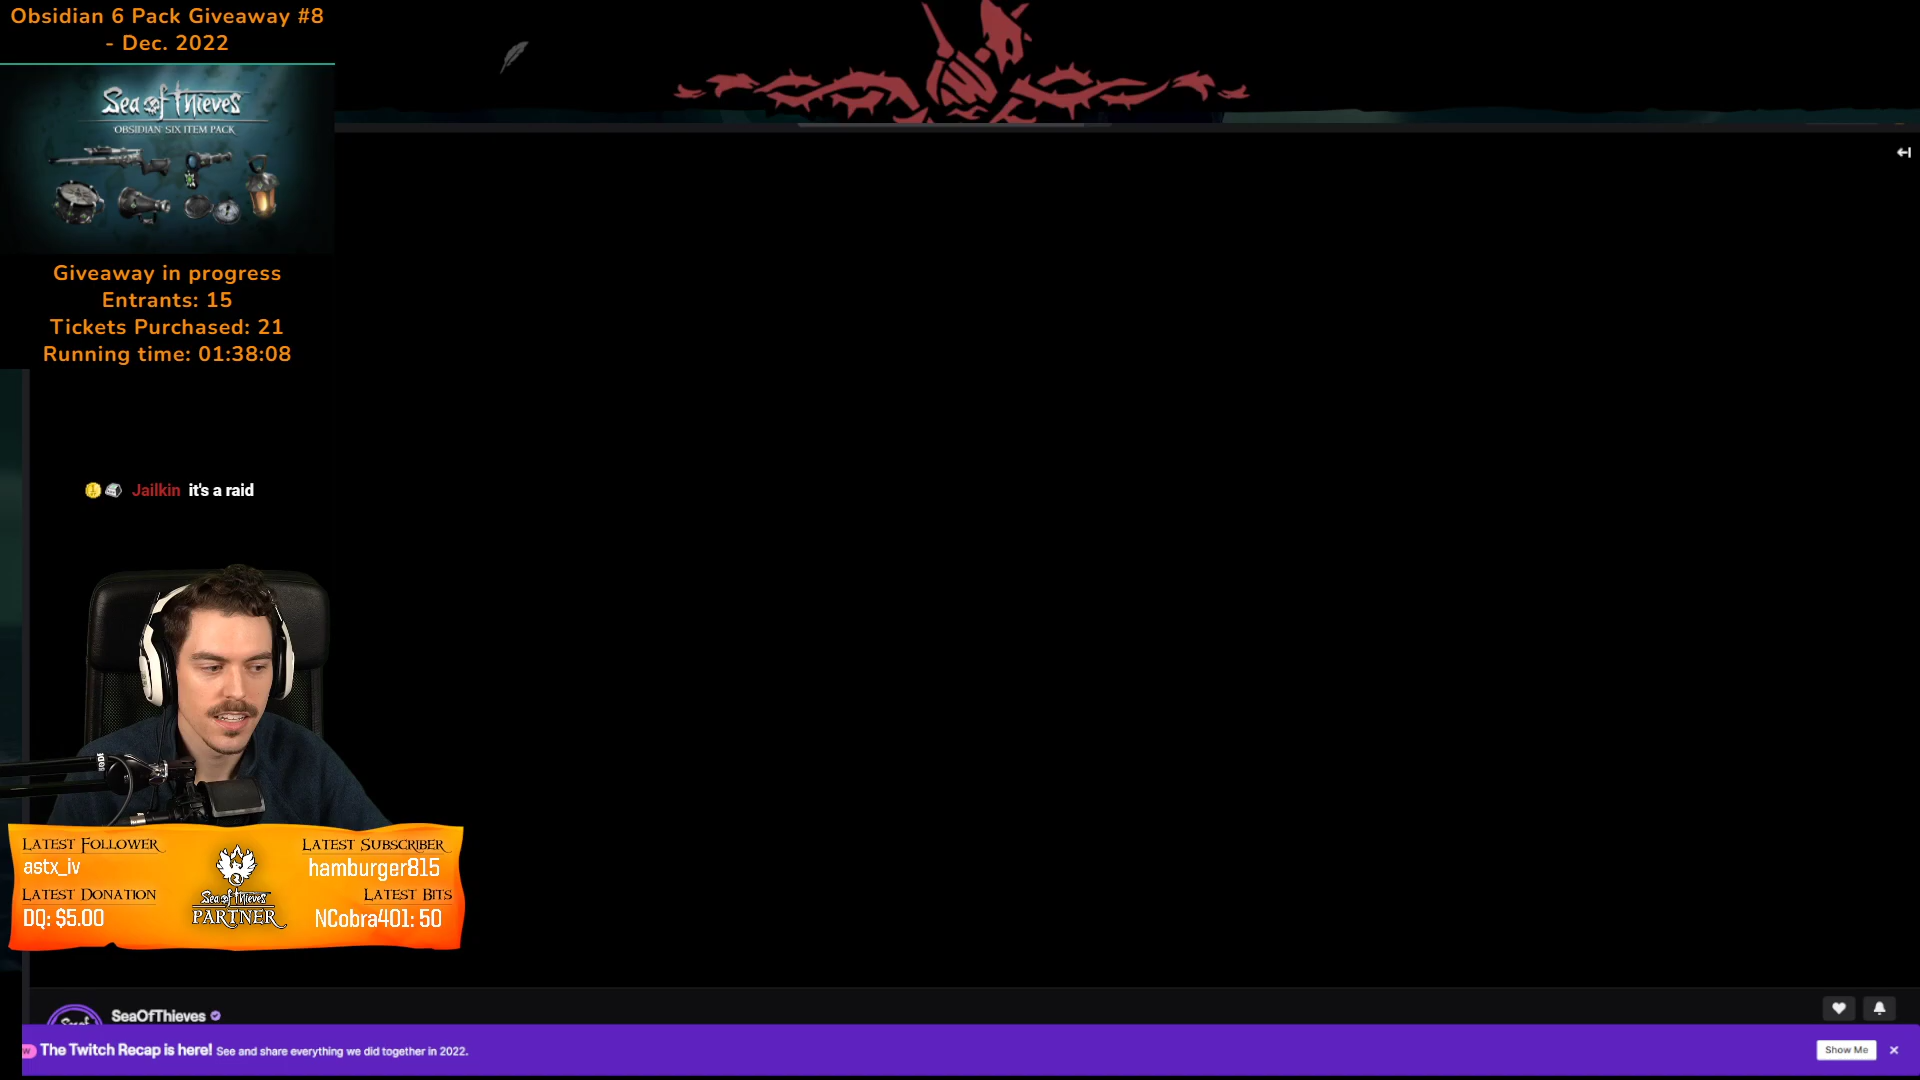 Obsidian 6 Pack Giveaway #8
- Dec. 2022
Sea of Thieves
OBSIDIAN SIX ITEM PACK
Giveaway in progress
Entrants: 15
Tickets Purchased: 21
Running time: 01:38:08
Jailkin it's a raid
RODE
LATEST FOLLOWER
astx_iv
LATEST DONATION
DQ: $5.00
Sea of Thieves
PARTNER
LATEST SUBSCRIBER
hamburger815
LATEST BITS
NCobra401: 50
SeaOfThieves
The Twitch Recap is here! See and share everything we did together in 2022.
Show Me